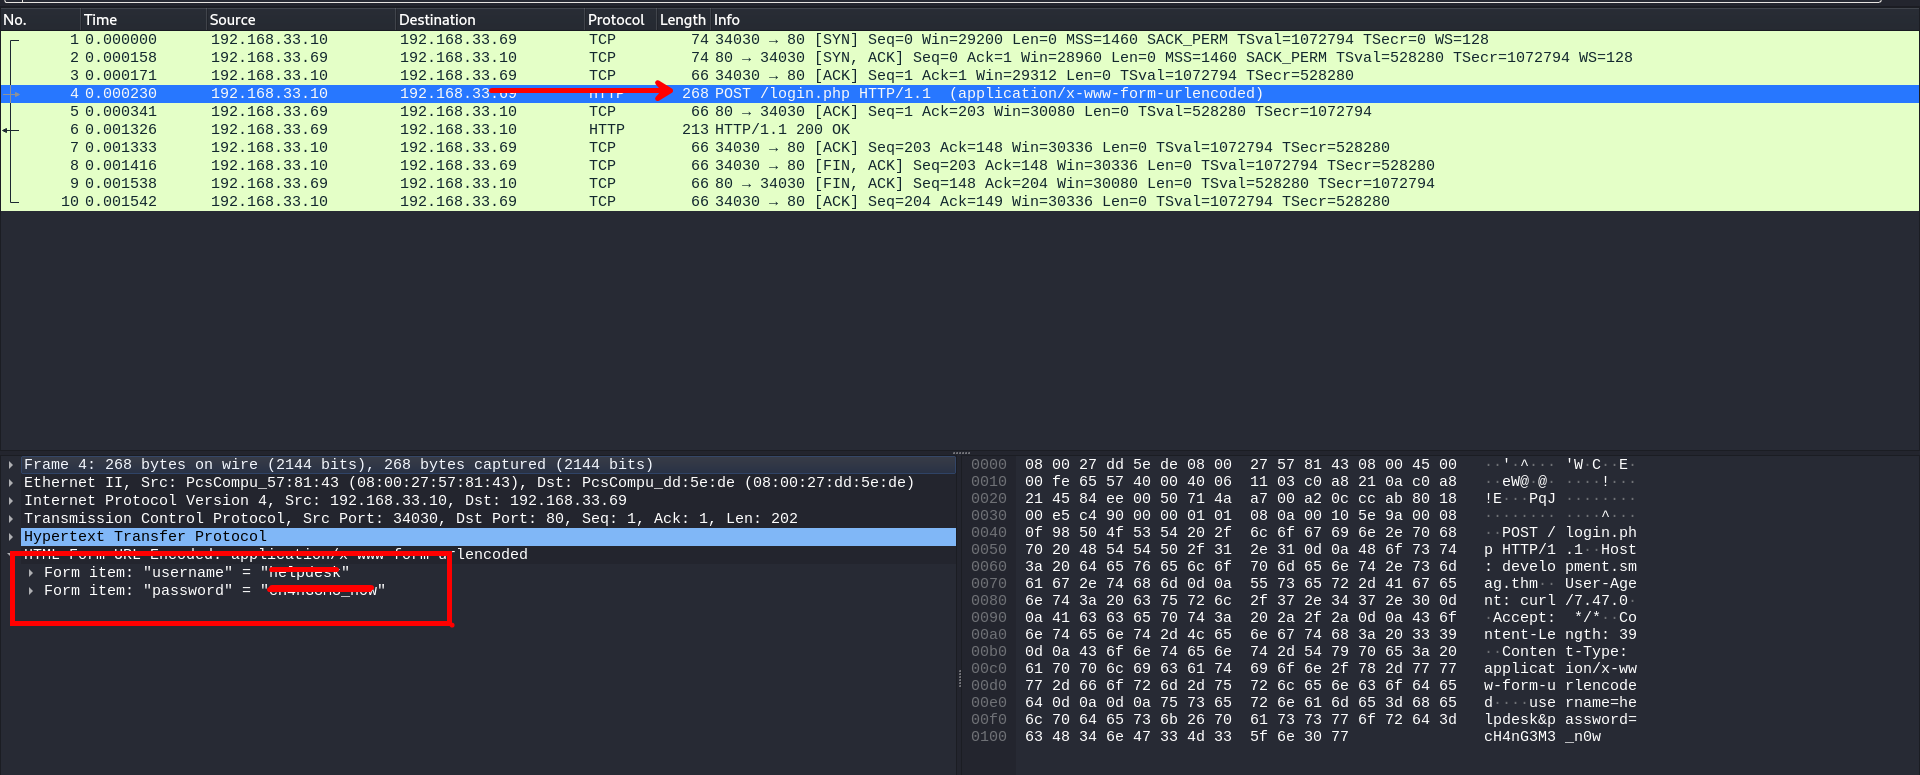 No. Time Source Destination Protocol Length Info
1 0.000000 192.168.33.10 192.168.33.69 TCP 74 34030 → 80 [SYN] Seq=0 Win=29200 Len=0 MSS=1460 SACK_PERM TSval=1072794 TSecr=0 WS=128
2 0.000158 192.168.33.69 192.168.33.10 TCP 74 80 → 34030 [SYN, ACK] Seq=0 Ack=1 Win=28960 Len=0 MSS=1460 SACK_PERM TSval=528280 TSecr=1072794 WS=128
3 0.000171 192.168.33.10 192.168.33.69 TCP 66 34030 → 80 [ACK] Seq=1 Ack=1 Win=29312 Len=0 TSval=1072794 TSecr=528280
4 0.000230 192.168.33.10 192.168.33.69 HTTP 268 POST /login.php HTTP/1.1 (application/x-www-form-urlencoded)
5 0.000341 192.168.33.69 192.168.33.10 TCP 66 80 → 34030 [ACK] Seq=1 Ack=203 Win=30080 Len=0 TSval=528280 TSecr=1072794
6 0.001326 192.168.33.69 192.168.33.10 HTTP 213 HTTP/1.1 200 OK
7 0.001333 192.168.33.10 192.168.33.69 TCP 66 34030 → 80 [ACK] Seq=203 Ack=148 Win=30336 Len=0 TSval=1072794 TSecr=528280
8 0.001416 192.168.33.10 192.168.33.69 TCP 66 34030 → 80 [FIN, ACK] Seq=203 Ack=148 Win=30336 Len=0 TSval=1072794 TSecr=528280
9 0.001538 192.168.33.69 192.168.33.10 TCP 66 80 → 34030 [FIN, ACK] Seq=148 Ack=204 Win=30080 Len=0 TSval=528280 TSecr=1072794
10 0.001542 192.168.33.10 192.168.33.69 TCP 66 34030 → 80 [ACK] Seq=204 Ack=149 Win=30336 Len=0 TSval=1072794 TSecr=528280
Frame 4: 268 bytes on wire (2144 bits), 268 bytes captured (2144 bits)
Ethernet II, Src: PcsCompu_57:81:43 (08:00:27:57:81:43), Dst: PcsCompu_dd:5e:de (08:00:27:dd:5e:de)
Internet Protocol Version 4, Src: 192.168.33.10, Dst: 192.168.33.69
Transmission Control Protocol, Src Port: 34030, Dst Port: 80, Seq: 1, Ack: 1, Len: 202
Hypertext Transfer Protocol
HTML Form URL Encoded: application/x-www-form-urlencoded
Form item: "username" = "helpdesk"
Form item: "password" = "cH4nG3M3_n0w"
0000 08 00 27 dd 5e de 08 00 27 57 81 43 08 00 45 00 ··'·^··· 'W·C··E·
0010 00 fe 65 57 40 00 40 06 11 03 c0 a8 21 0a c0 a8 ··eW@·@· ····!···
0020 21 45 84 ee 00 50 71 4a a7 00 a2 0c cc ab 80 18 !E···PqJ ········
0030 00 e5 c4 90 00 00 01 01 08 0a 00 10 5e 9a 00 08 ········ ····^···
0040 0f 98 50 4f 53 54 20 2f 6c 6f 67 69 6e 2e 70 68 ··POST / login.ph
0050 70 20 48 54 54 50 2f 31 2e 31 0d 0a 48 6f 73 74 p HTTP/1 .1··Host
0060 3a 20 64 65 76 65 6c 6f 70 6d 65 6e 74 2e 73 6d : develo pment.sm
0070 61 67 2e 74 68 6d 0d 0a 55 73 65 72 2d 41 67 65 ag.thm·· User-Age
0080 6e 74 3a 20 63 75 72 6c 2f 37 2e 34 37 2e 30 0d nt: curl /7.47.0·
0090 0a 41 63 63 65 70 74 3a 20 2a 2f 2a 0d 0a 43 6f ·Accept: */*··Co
00a0 6e 74 65 6e 74 2d 4c 65 6e 67 74 68 3a 20 33 39 ntent-Le ngth: 39
00b0 0d 0a 43 6f 6e 74 65 6e 74 2d 54 79 70 65 3a 20 ··Conten t-Type:
00c0 61 70 70 6c 69 63 61 74 69 6f 6e 2f 78 2d 77 77 applicat ion/x-ww
00d0 77 2d 66 6f 72 6d 2d 75 72 6c 65 6e 63 6f 64 65 w-form-u rlencode
00e0 64 0d 0a 0d 0a 75 73 65 72 6e 61 6d 65 3d 68 65 d····use rname=he
00f0 6c 70 64 65 73 6b 26 70 61 73 73 77 6f 72 64 3d lpdesk&p assword=
0100 63 48 34 6e 47 33 4d 33 5f 6e 30 77 cH4nG3M3 _n0w